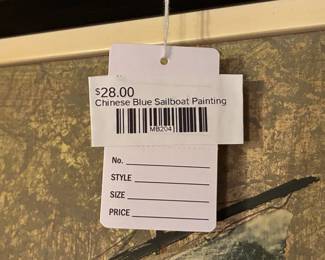 $28.00
Chinese Blue Sailboat Painting
MB204
No.
STYLE
SIZE
PRICE